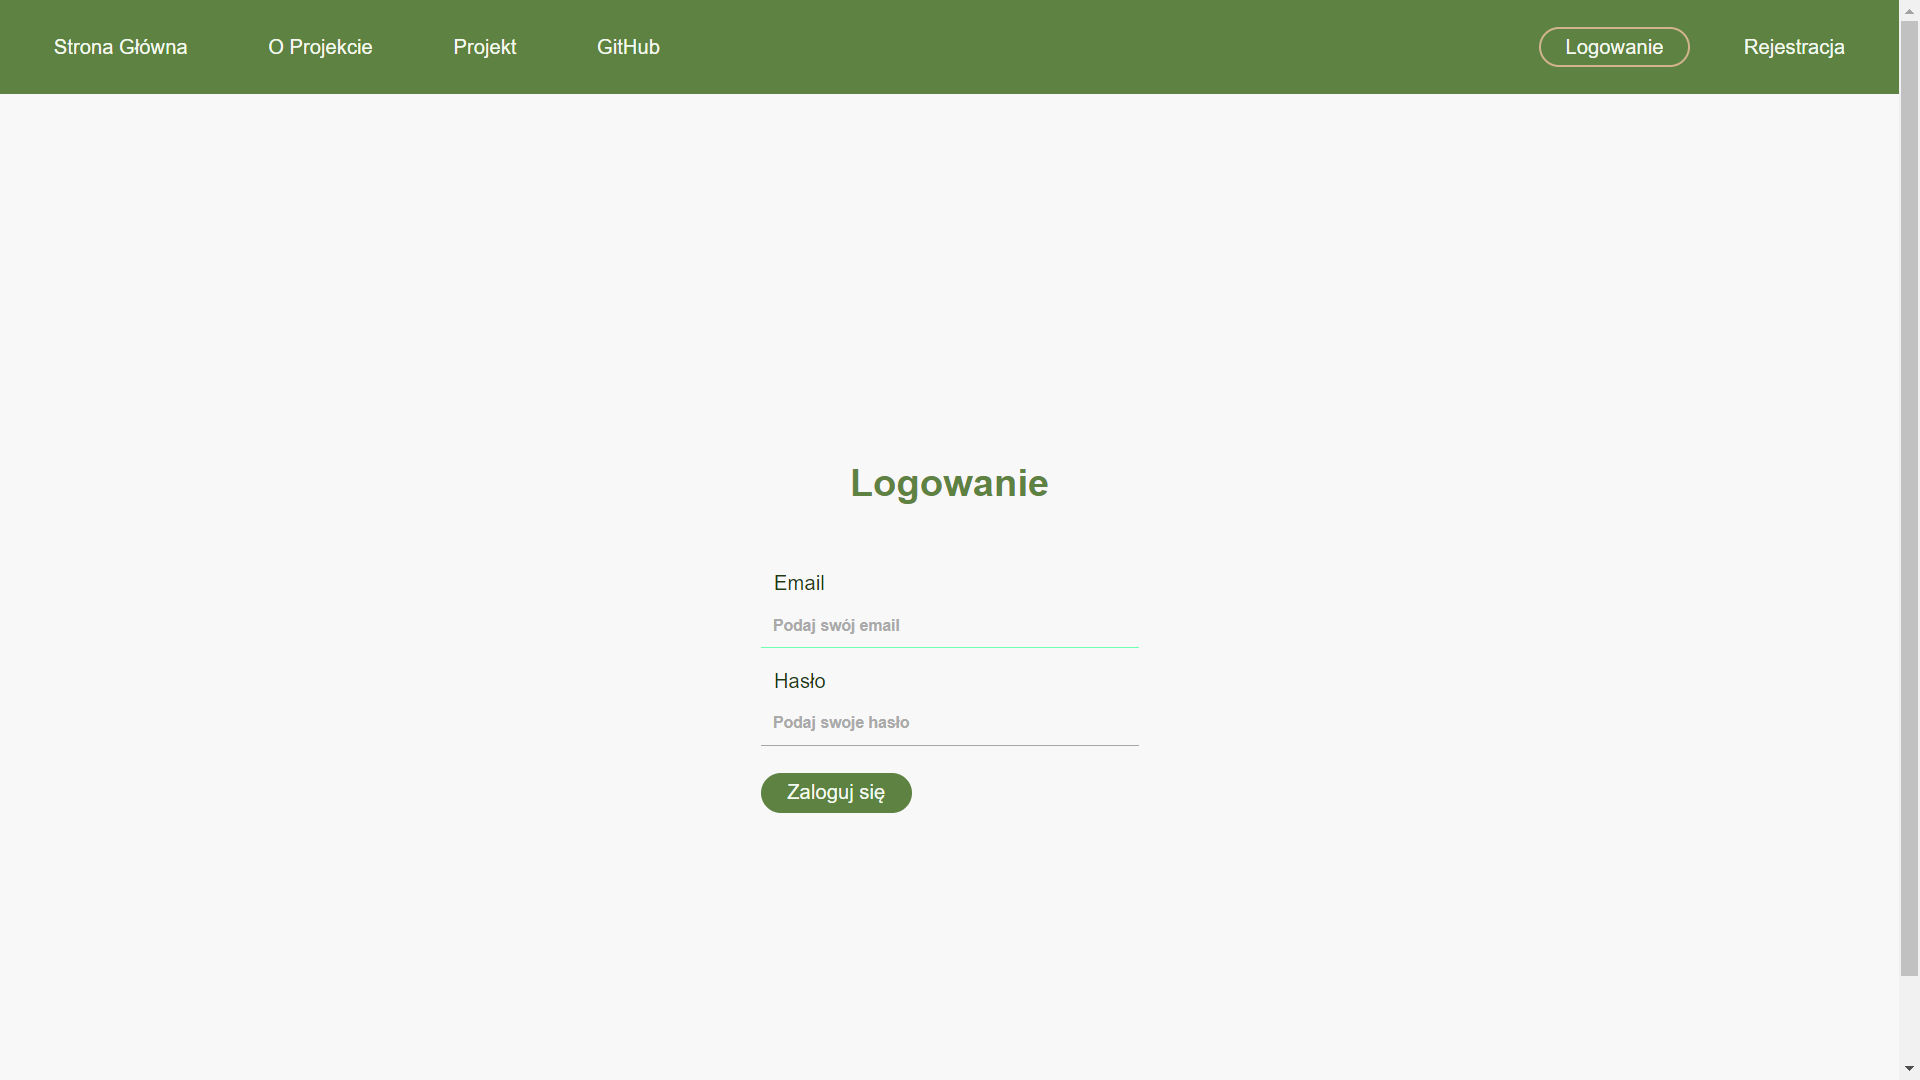 Strona Główna O Projekcie Projekt GitHub Logowanie Rejestracja
Logowanie
Email
Podaj swój email
Hasło
Podaj swoje hasło
Zaloguj się